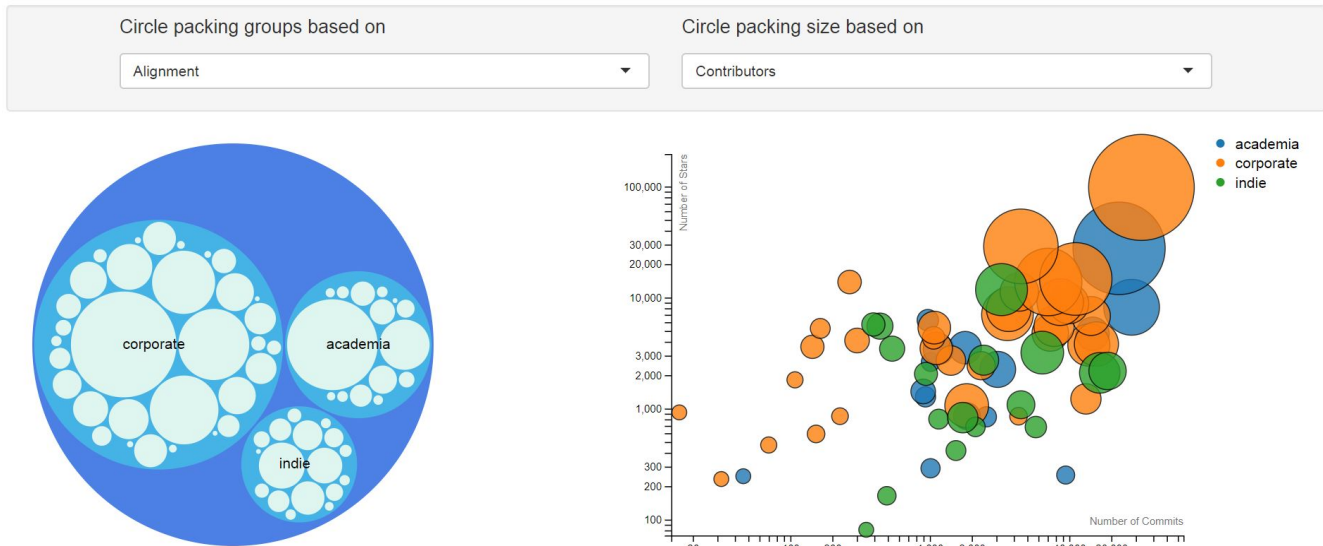 Circle packing groups based on
Circle packing size based on
Alignment
Contributors
corporate
academia
indie
academia
corporate
indie
Number of Stars
100,000
30,000
20,000
10,000
3,000
2,000
1,000
300
200
100
Number of Commits